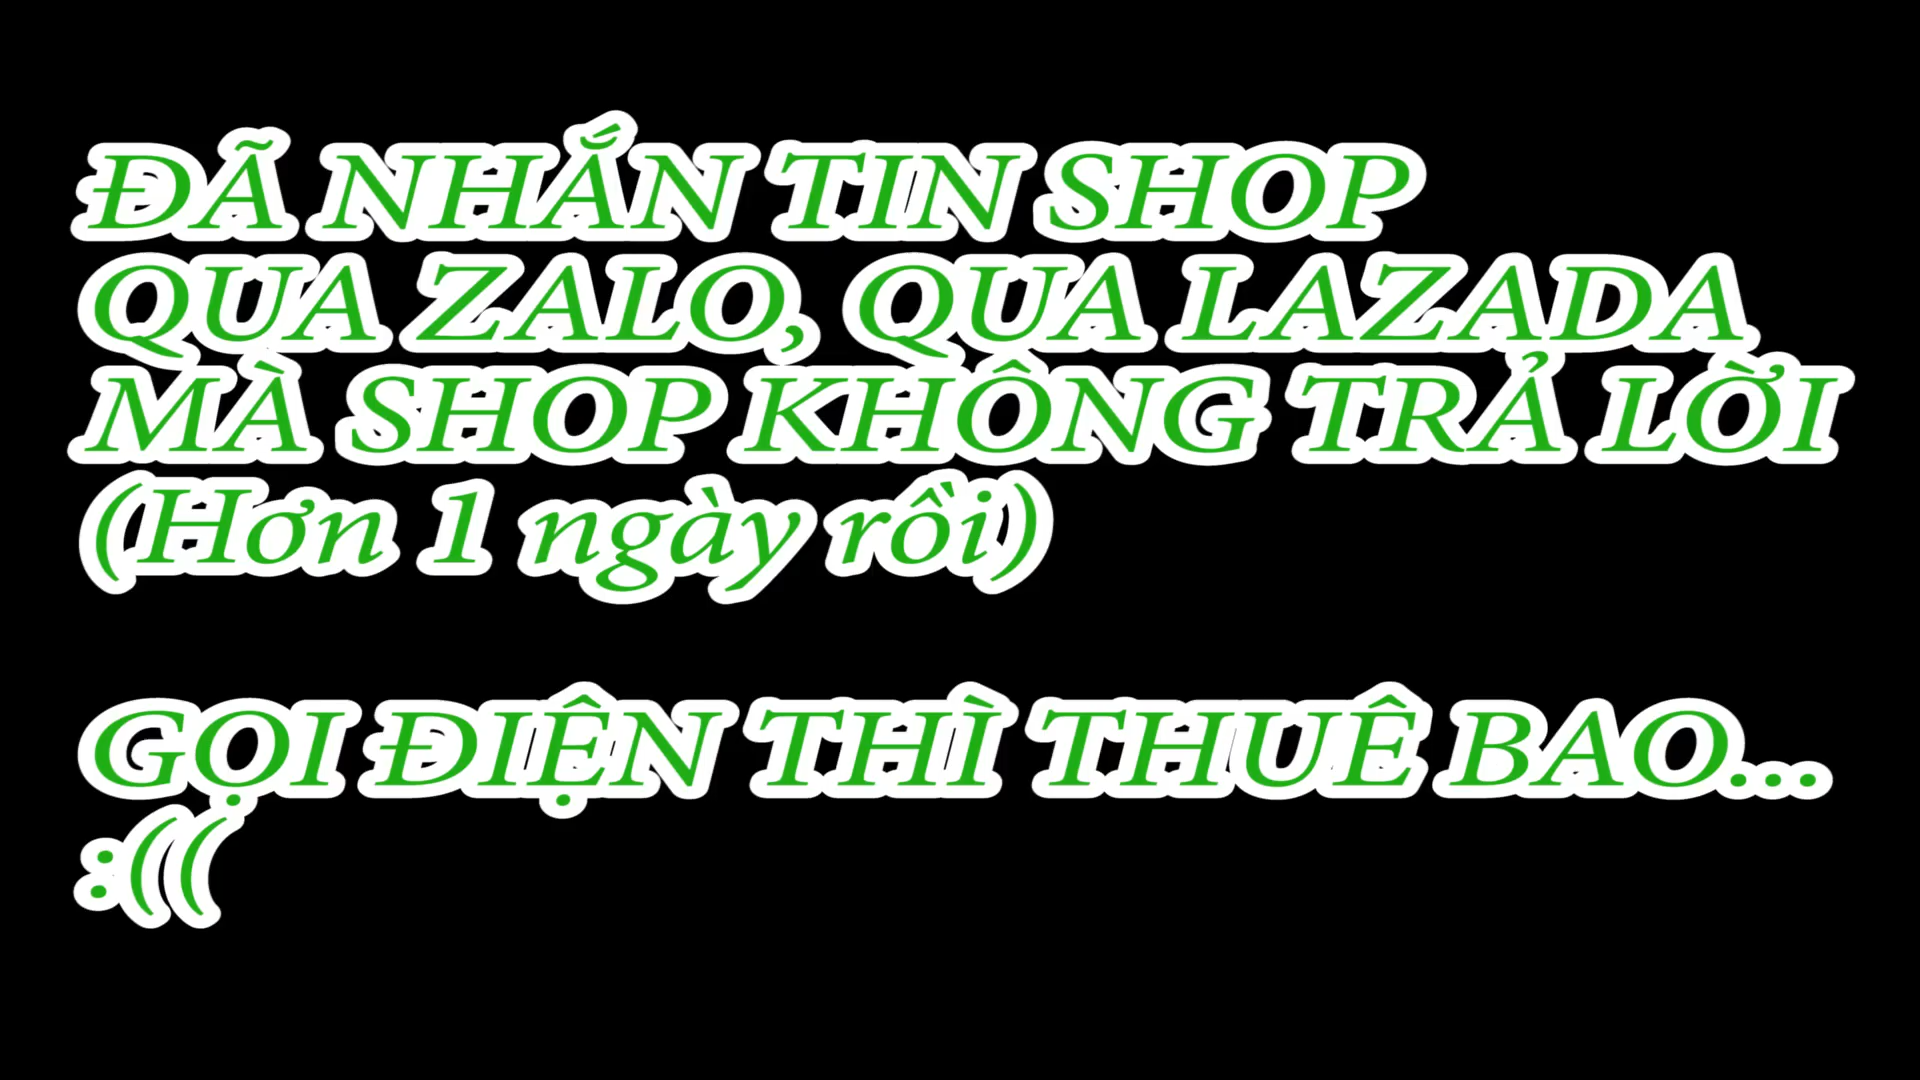 ĐÃ NHẮN TIN SHOP
QUA ZALO, QUA LAZADA
MÀ SHOP KHÔNG TRẢ LỜI
(Hơn 1 ngày rồi)
GỌI ĐIỆN THÌ THUÊ BAO...
:((